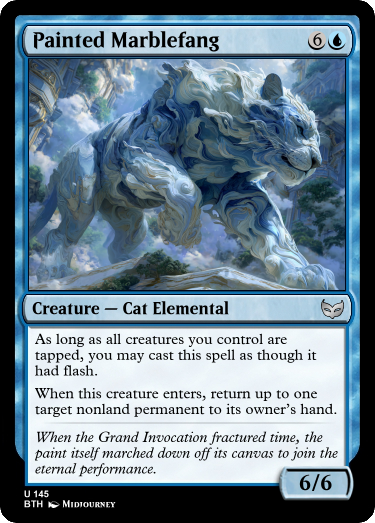 Painted Marblefang
6
Creature — Cat Elemental
As long as all creatures you control are
tapped, you may cast this spell as though it
had flash.
When this creature enters, return up to one
target nonland permanent to its owner's hand.
When the Grand Invocation fractured time, the
paint itself marched down off its canvas to join the
eternal performance.
6/6
U 145
BTH Midjourney